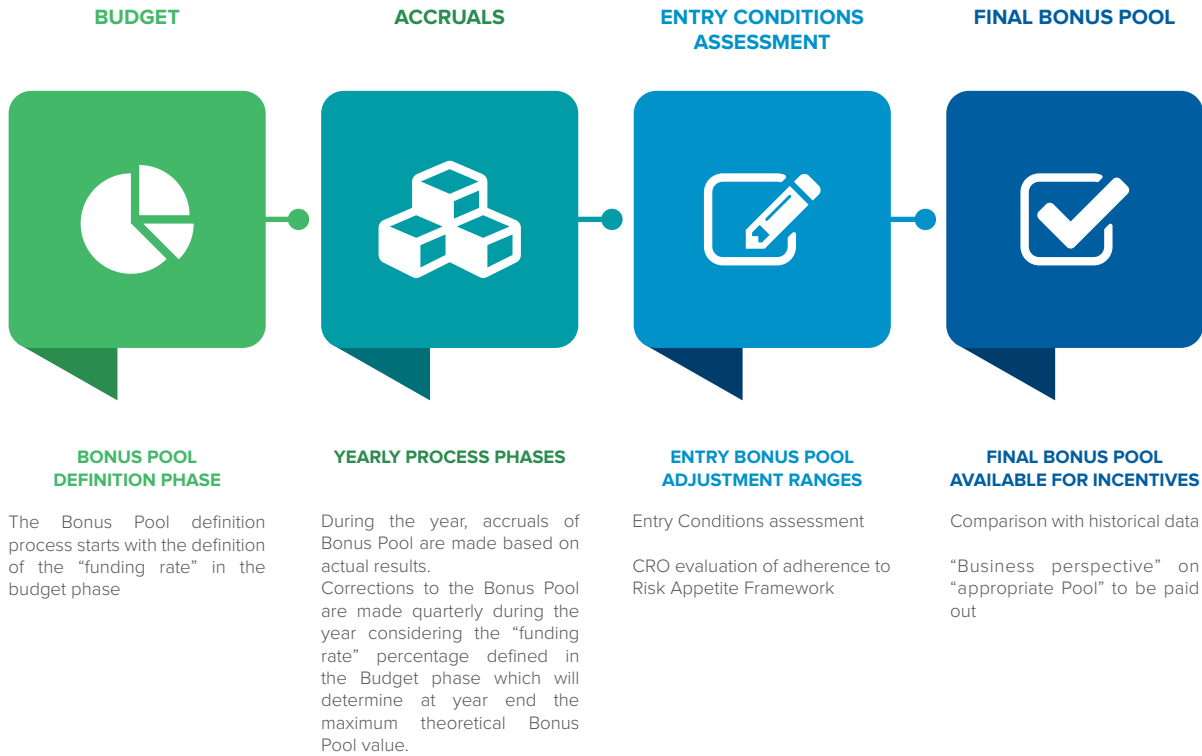 BUDGET
ACCRUALS
ENTRY CONDITIONS
ASSESSMENT
FINAL BONUS POOL
BONUS POOL
DEFINITION PHASE
The Bonus Pool definition
process starts with the definition
of the “funding rate” in the
budget phase
YEARLY PROCESS PHASES
During the year, accruals of
Bonus Pool are made based on
actual results.
Corrections to the Bonus Pool
are made quarterly during the
year considering the “funding
rate” percentage defined in
the Budget phase which will
determine at year end the
maximum theoretical Bonus
Pool value.
ENTRY BONUS POOL
ADJUSTMENT RANGES
Entry Conditions assessment
CRO evaluation of adherence to
Risk Appetite Framework
FINAL BONUS POOL
AVAILABLE FOR INCENTIVES
Comparison with historical data
“Business perspective” on
“appropriate Pool” to be paid
out